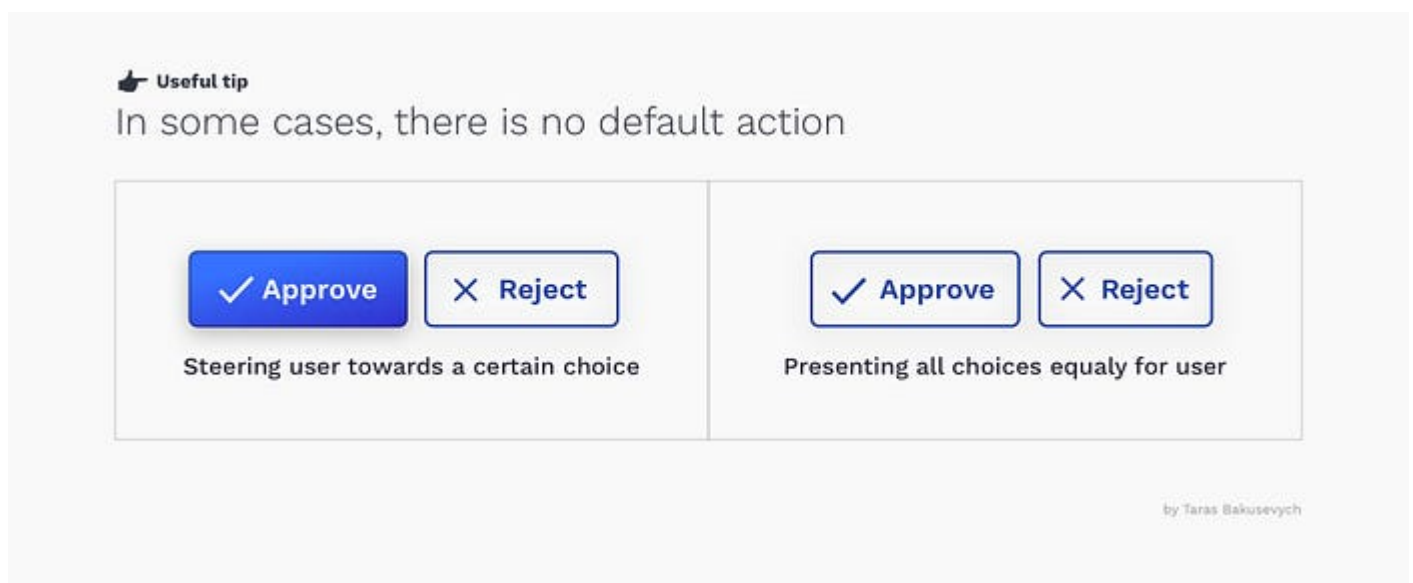 Useful tip
In some cases, there is no default action
Approve
Reject
Steering user towards a certain choice
Approve
Reject
Presenting all choices equaly for user
by Taras Bakusevych